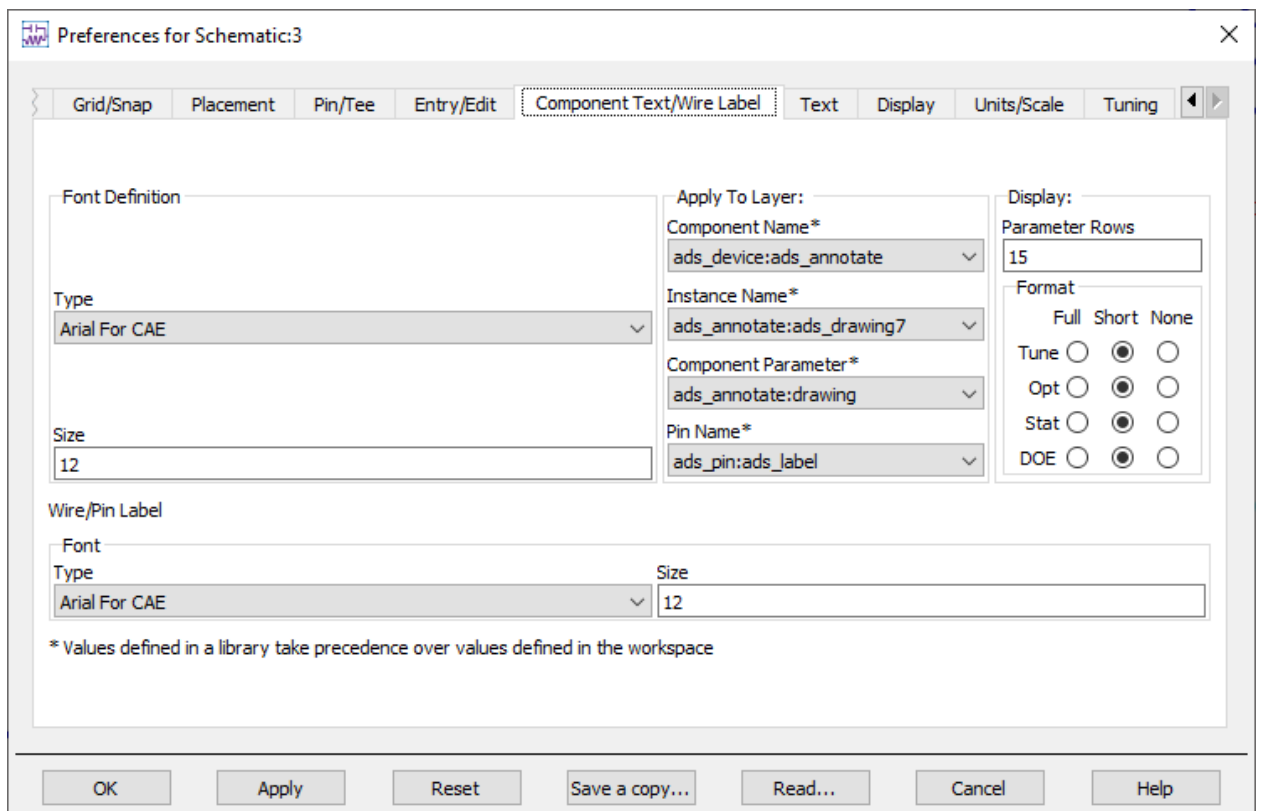 Preferences for Schematic:3
Grid/Snap Placement Pin/Tee Entry/Edit Component Text/Wire Label Text Display Units/Scale Tuning
Font Definition
Type
Arial For CAE
Size
12
Apply To Layer:
Component Name*
ads_device:ads_annotate
Instance Name*
ads_annotate:ads_drawing7
Component Parameter*
ads_annotate:drawing
Pin Name*
ads_pin:ads_label
Display:
Parameter Rows
15
Format
Full Short None
Tune
Opt
Stat
DOE
Wire/Pin Label
Font
Type
Arial For CAE
Size
12
* Values defined in a library take precedence over values defined in the workspace
OK Apply Reset Save a copy... Read... Cancel Help